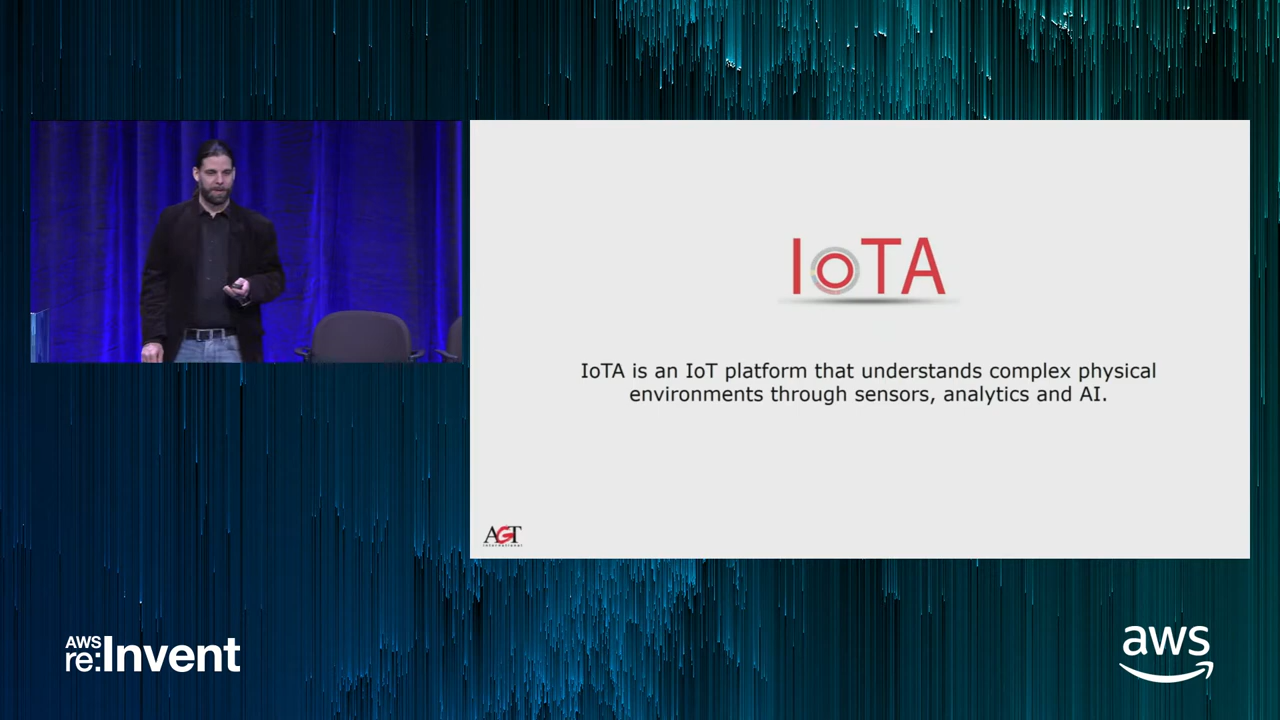 IoTA
IoTA is an IoT platform that understands complex physical
environments through sensors, analytics and AI.
AGT
international
AWS
re:Invent
aws